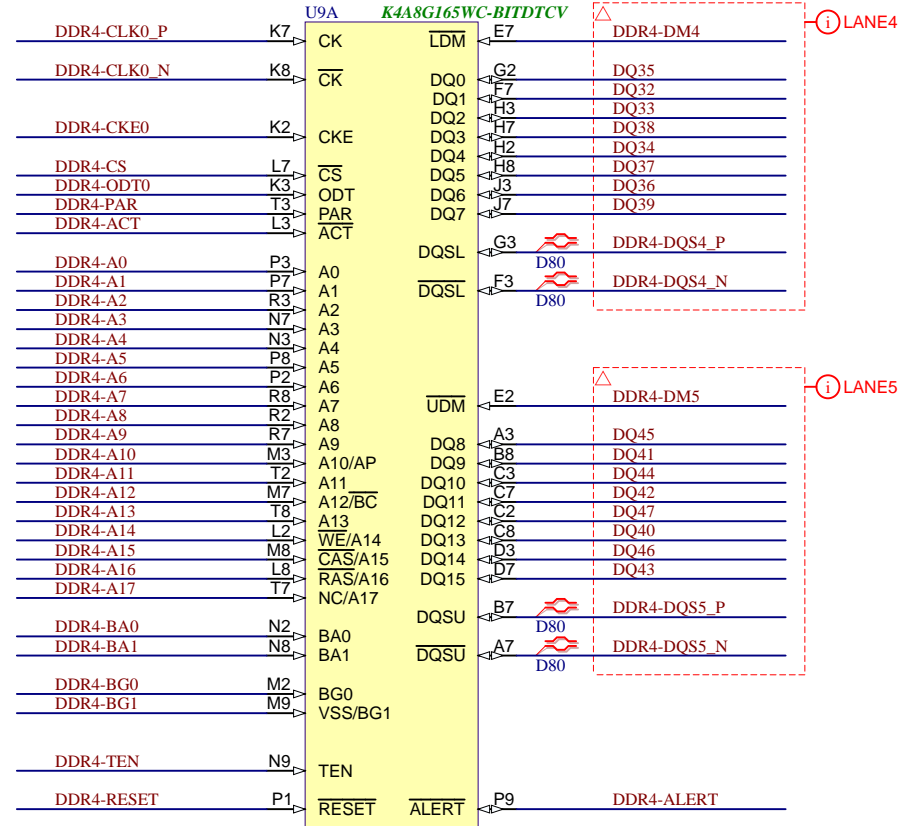 U9A K4A8G165WC-BITDTCV
DDR4-CLK0_P K7 CK LDM E7 DDR4-DM4 i LANE4
DDR4-CLK0_N K8 CK DQ0 G2 DQ35
DQ1 F7 DQ32
DQ2 H3 DQ33
DDR4-CKE0 K2 CKE DQ3 H7 DQ38
DQ4 H2 DQ34
DDR4-CS L7 CS DQ5 H8 DQ37
DDR4-ODT0 K3 ODT DQ6 J3 DQ36
DDR4-PAR T3 PAR DQ7 J7 DQ39
DDR4-ACT L3 ACT
DQSL G3 D80 DDR4-DQS4_P
DDR4-A0 P3 A0
DDR4-A1 P7 A1 DQSL F3 D80 DDR4-DQS4_N
DDR4-A2 R3 A2
DDR4-A3 N7 A3
DDR4-A4 N3 A4
DDR4-A5 P8 A5
DDR4-A6 P2 A6 i LANE5
DDR4-A7 R8 A7 UDM E2 DDR4-DM5
DDR4-A8 R2 A8
DDR4-A9 R7 A9 DQ8 A3 DQ45
DDR4-A10 M3 A10/AP DQ9 B8 DQ41
DDR4-A11 T2 A11 DQ10 C3 DQ44
DDR4-A12 M7 A12/BC DQ11 C7 DQ42
DDR4-A13 T8 A13 DQ12 C2 DQ47
DDR4-A14 L2 WE/A14 DQ13 C8 DQ40
DDR4-A15 M8 CAS/A15 DQ14 D3 DQ46
DDR4-A16 L8 RAS/A16 DQ15 D7 DQ43
DDR4-A17 T7 NC/A17
DQSU B7 D80 DDR4-DQS5_P
DDR4-BA0 N2 BA0
DDR4-BA1 N8 BA1 DQSU A7 D80 DDR4-DQS5_N
DDR4-BG0 M2 BG0
DDR4-BG1 M9 VSS/BG1
DDR4-TEN N9 TEN
DDR4-RESET P1 RESET ALERT P9 DDR4-ALERT